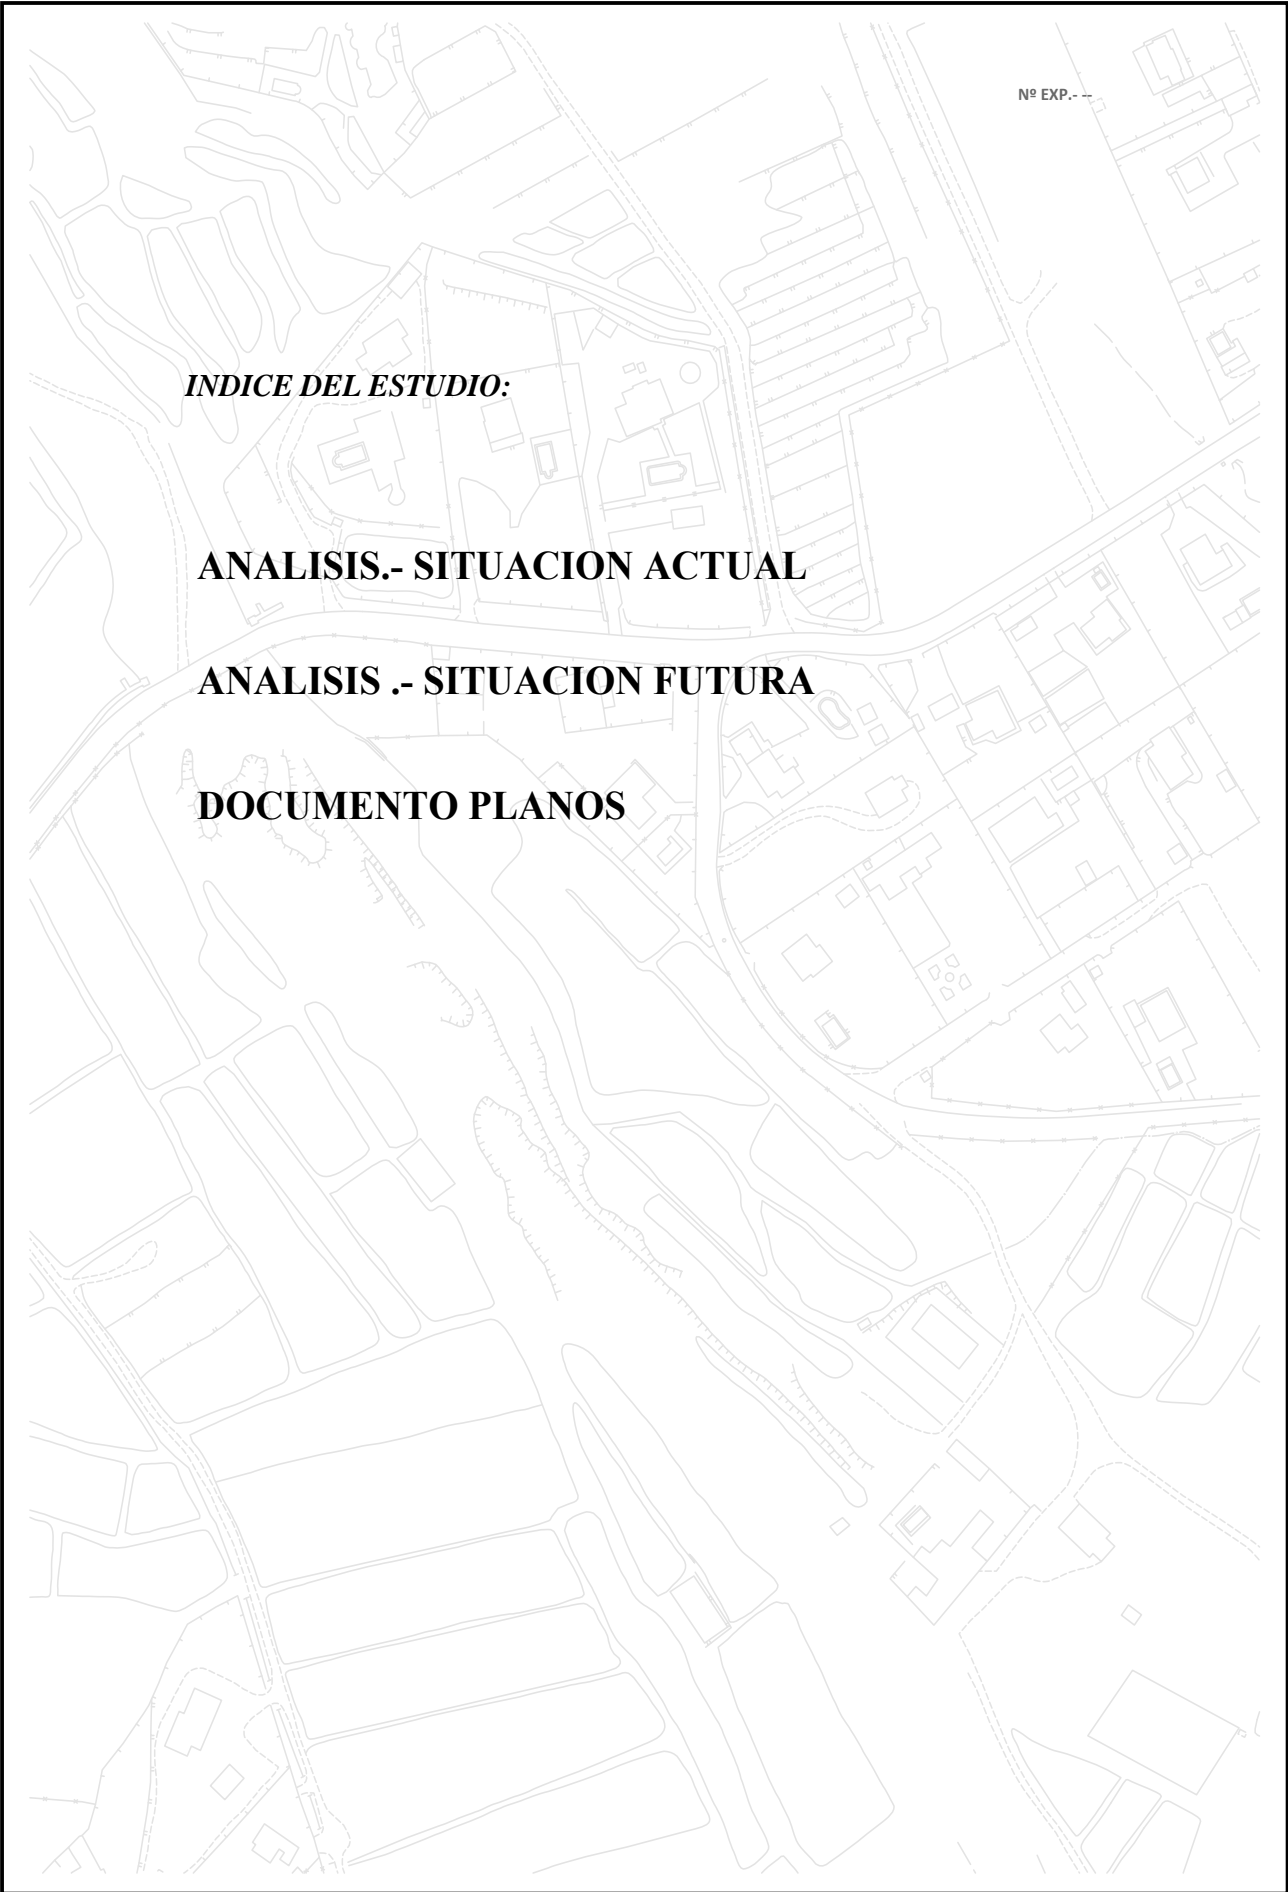 Nº EXP.- --
INDICE DEL ESTUDIO:
ANALISIS.- SITUACION ACTUAL
ANALISIS .- SITUACION FUTURA
DOCUMENTO PLANOS